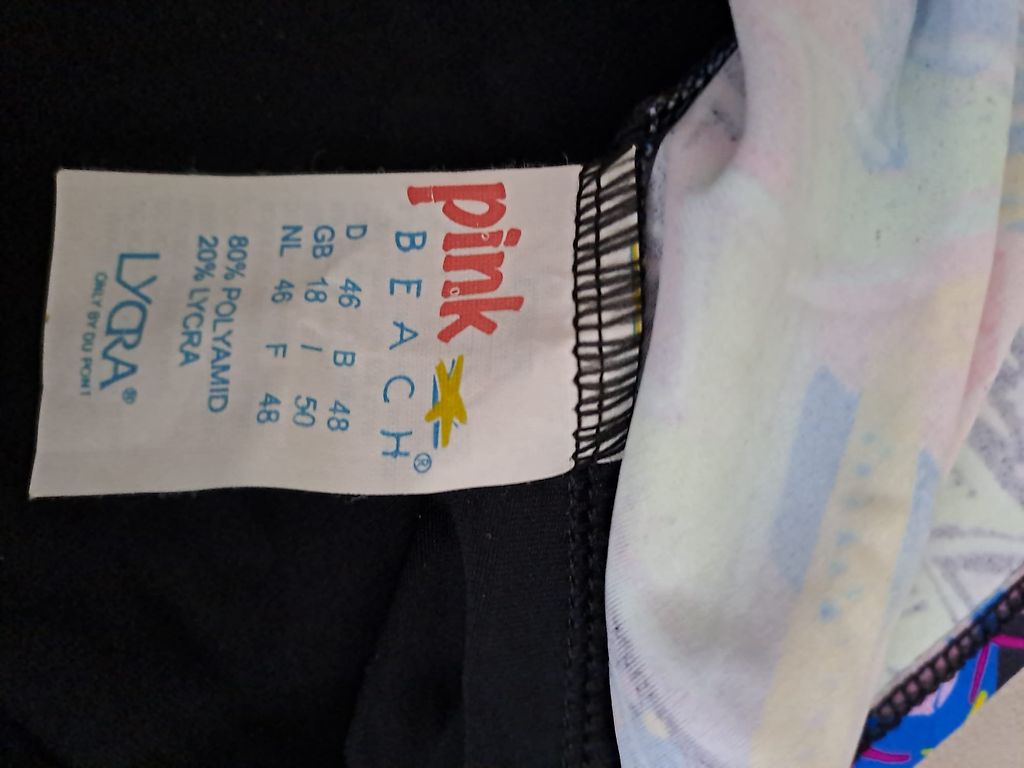 pink
BEACH®
D 46 B 48
GB 18 I 50
NL 46 F 48
80% POLYAMID
20% LYCRA
LYCRA®
ONLY BY DU PONT